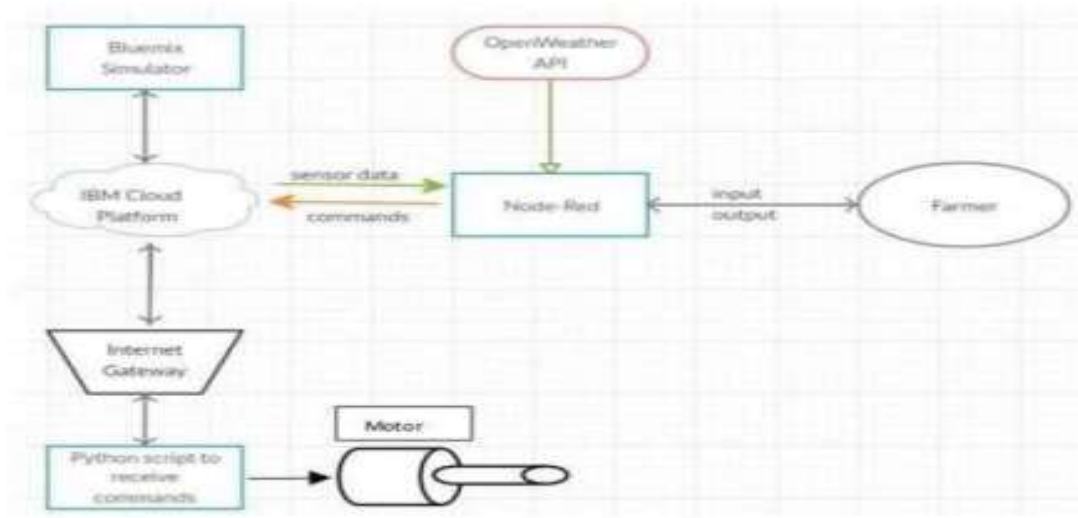 Bluemix
Simulator
OpenWeather
API
IBM Cloud
Platform
sensor data
commands
Node-Red
input
output
Farmer
Internet
Gateway
Motor
Python script to
receive
commands